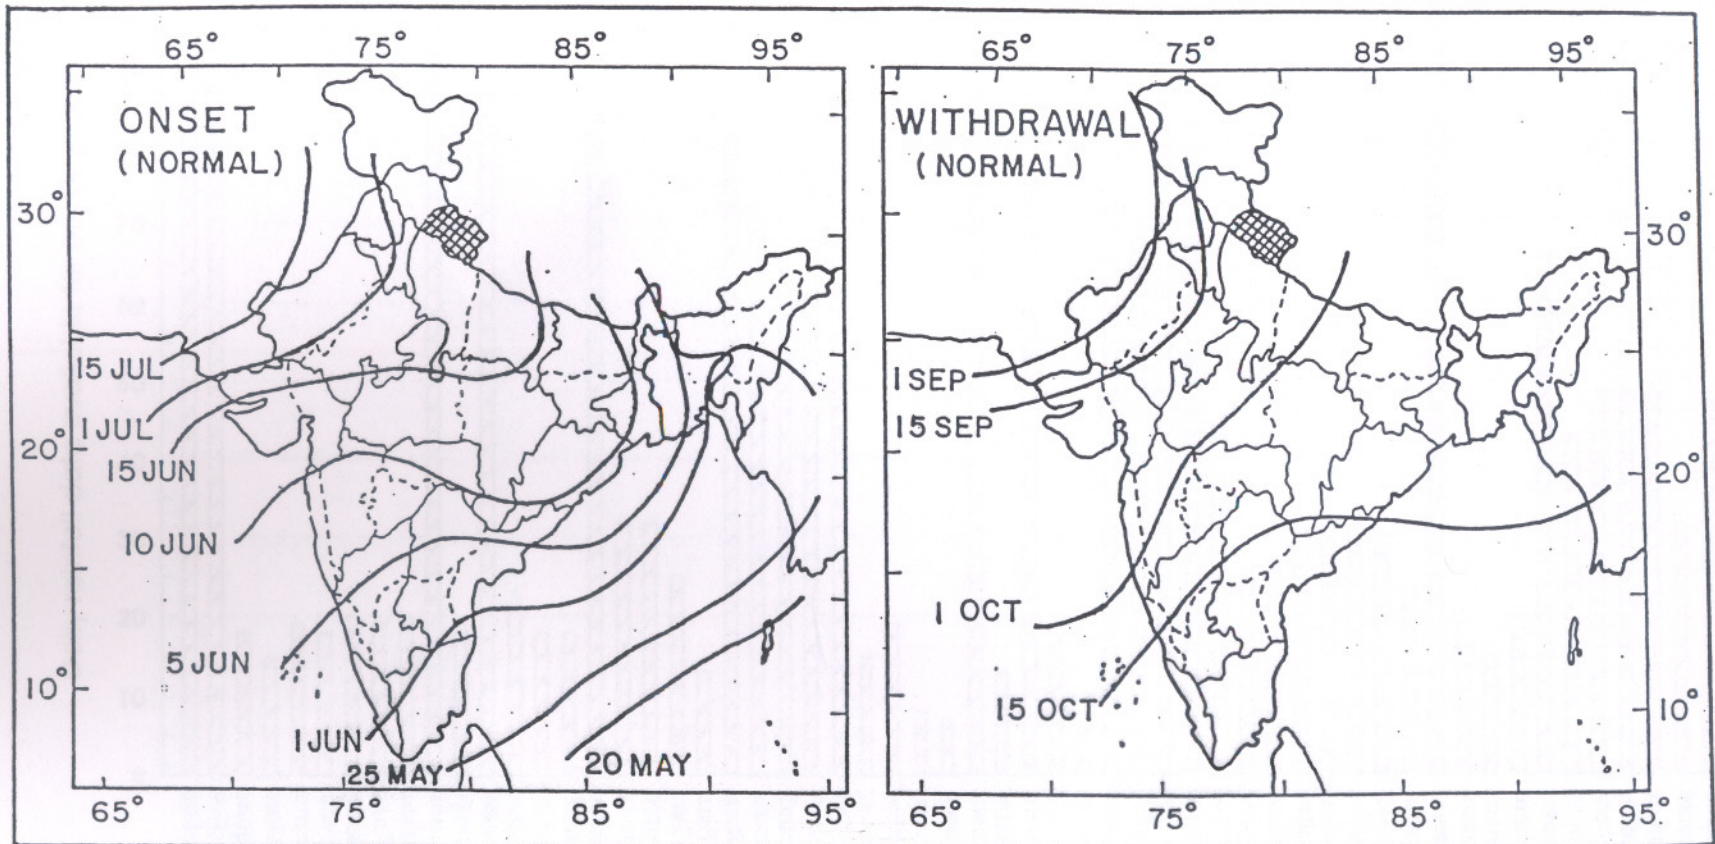 65° 75° 85° 95°
ONSET
(NORMAL)
30°
20°
10°
15 JUL
1 JUL
15 JUN
10 JUN
5 JUN
1 JUN
25 MAY
20 MAY
65° 75° 85° 95°
65° 75° 85° 95°
WITHDRAWAL
(NORMAL)
30°
20°
10°
1 SEP
15 SEP
1 OCT
15 OCT
65° 75° 85° 95°